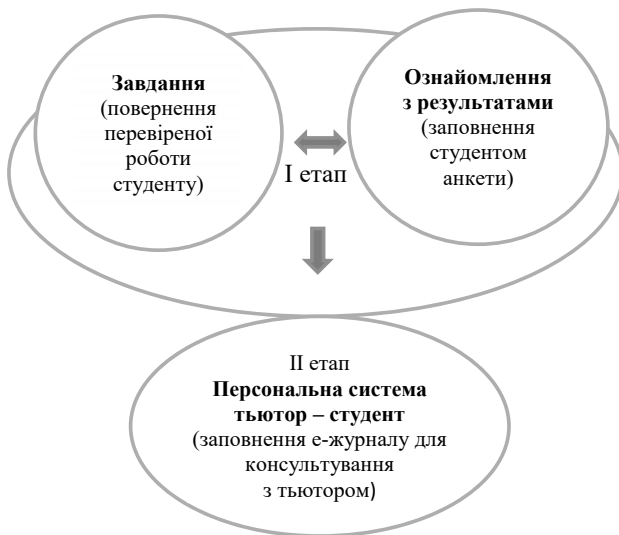 Завдання
(повернення
перевіреної
роботи
студенту)
Ознайомлення
з результатами
(заповнення
студентом
анкети)
І етап
ІІ етап
Персональна система
тьютор – студент
(заповнення е-журналу для
консультування
з тьютором)